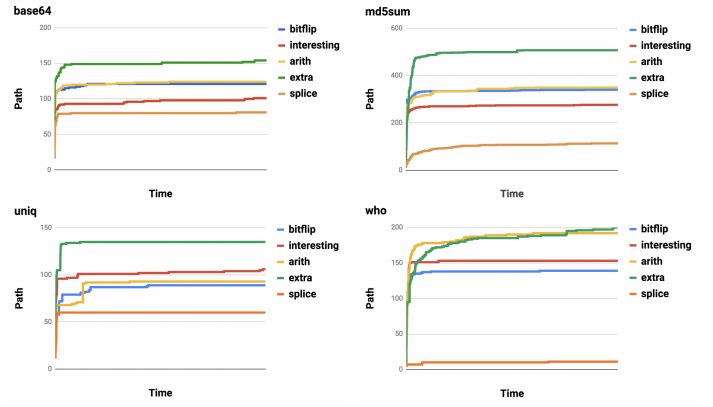 base64
200
150
100
50
0
Path
Time
bitflip
interesting
arith
extra
splice
md5sum
600
400
200
0
Path
Time
bitflip
interesting
arith
extra
splice
uniq
150
100
50
0
Path
Time
bitflip
interesting
arith
extra
splice
who
200
150
100
50
0
Path
Time
bitflip
interesting
arith
extra
splice